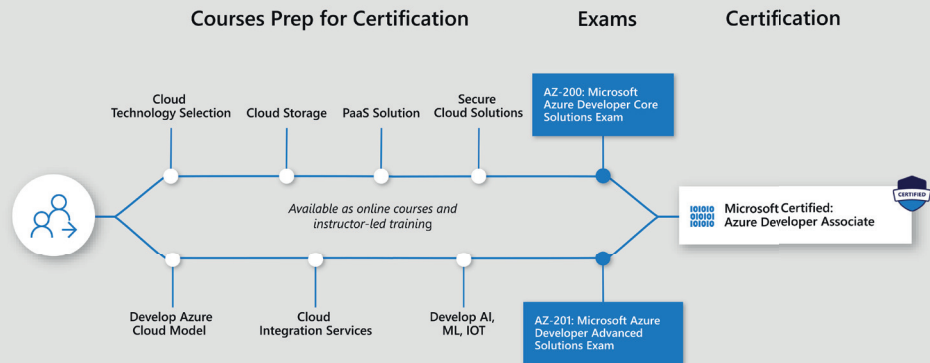 Courses Prep for Certification
Exams
Certification
Cloud
Technology Selection
Cloud Storage
PaaS Solution
Secure
Cloud Solutions
AZ-200: Microsoft
Azure Developer Core
Solutions Exam
Available as online courses and
instructor-led training
101010
010101
101010
Microsoft Certified:
Azure Developer Associate
CERTIFIED
Develop Azure
Cloud Model
Cloud
Integration Services
Develop AI,
ML, IOT
AZ-201: Microsoft Azure
Developer Advanced
Solutions Exam